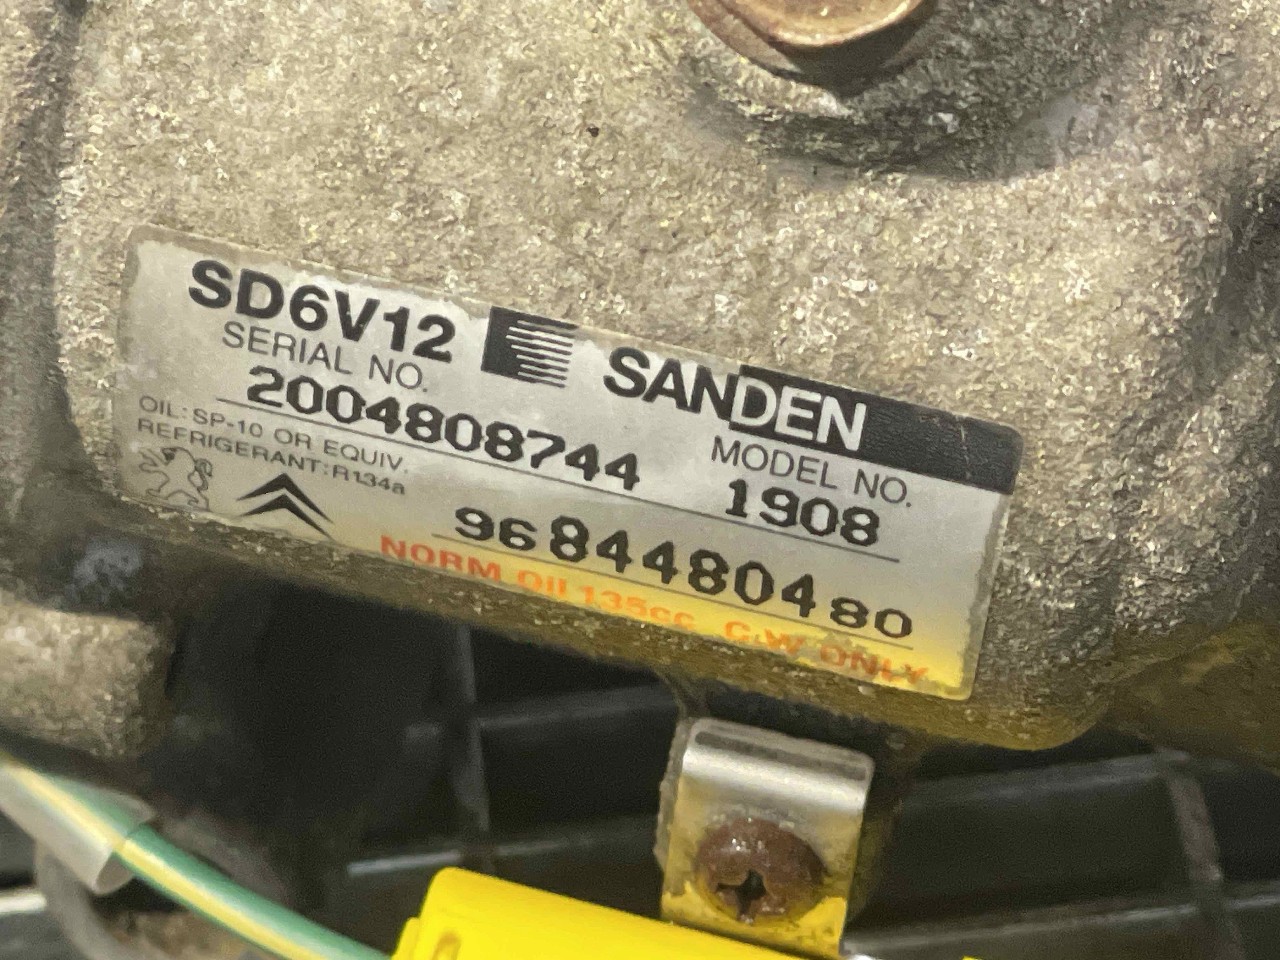 SD6V12 SANDEN
SERIAL NO. MODEL NO.
2004808744 1908
OIL: SP-10 OR EQUIV.
REFRIGERANT: R134a
9684480480
NORM Oil 135cc G.W ONLY